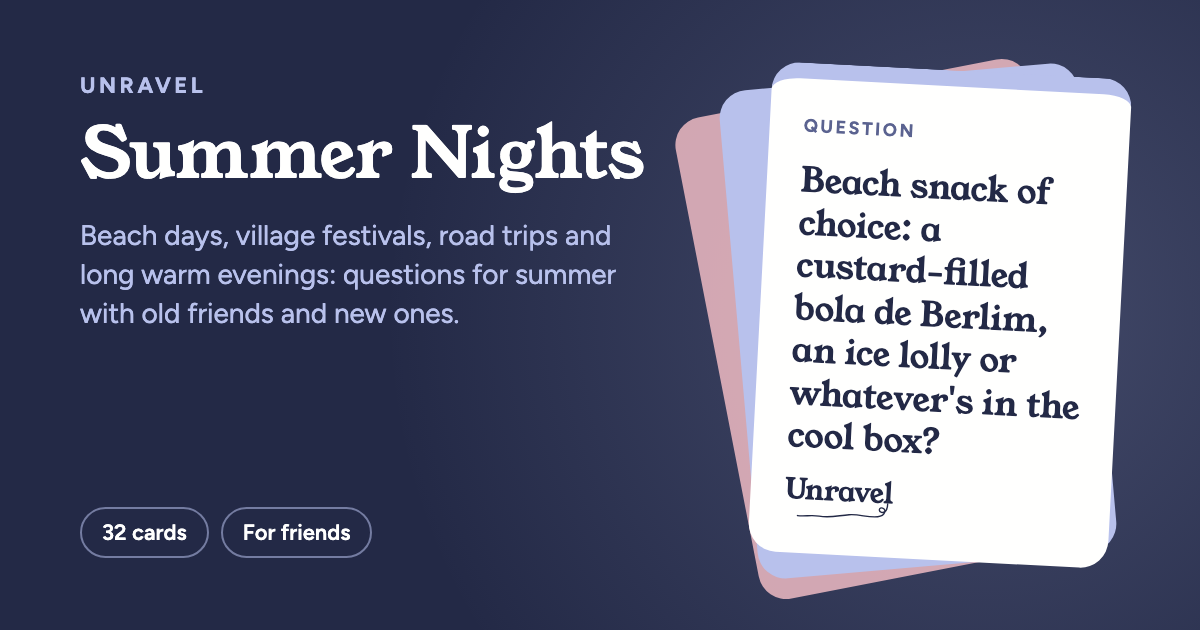 UNRAVEL
Summer Nights
Beach days, village festivals, road trips and
long warm evenings: questions for summer
with old friends and new ones.
32 cards
For friends
QUESTION
Beach snack of
choice: a
custard-filled
bola de Berlim,
an ice lolly or
whatever's in the
cool box?
Unravel